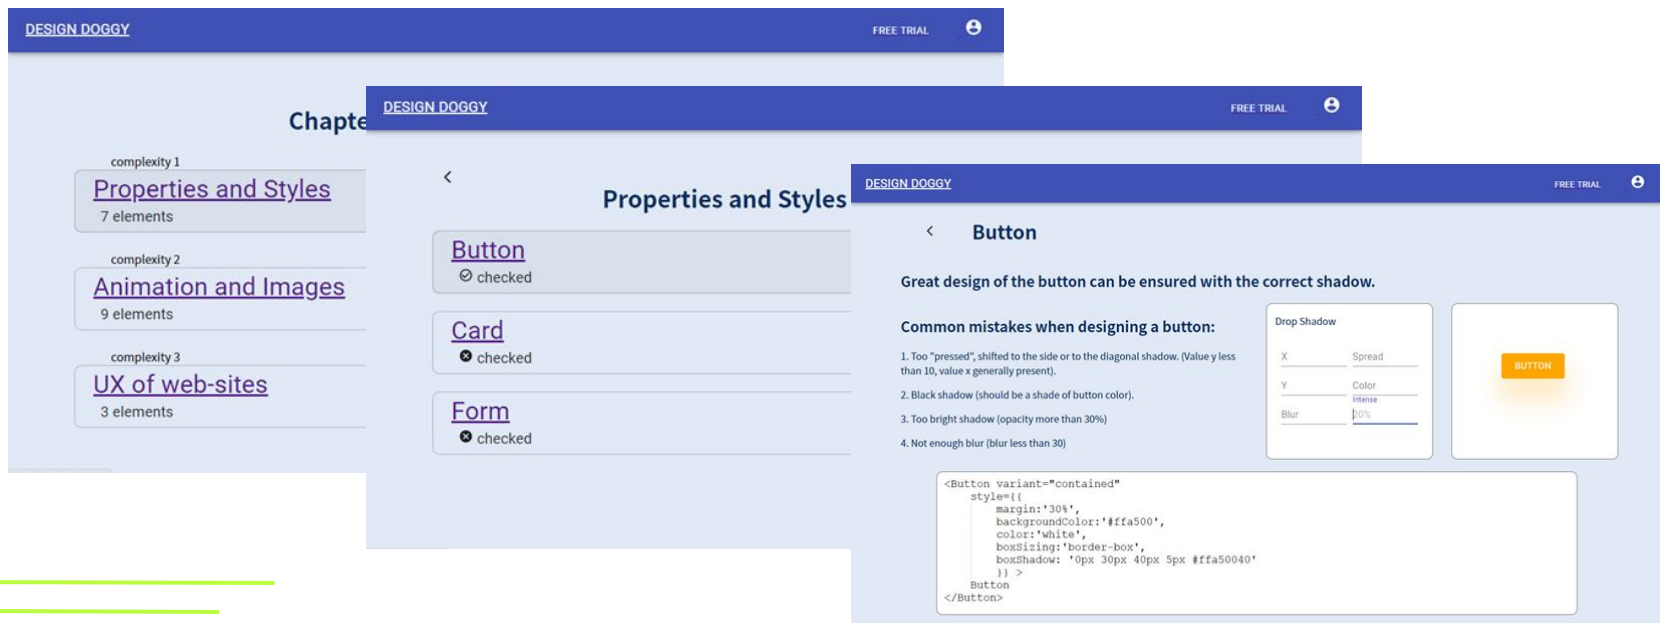 DESIGN DOGGY
FREE TRIAL
Chapte
complexity 1
Properties and Styles
7 elements
complexity 2
Animation and Images
9 elements
complexity 3
UX of web-sites
3 elements
DESIGN DOGGY
FREE TRIAL
Properties and Styles
Button
checked
Card
checked
Form
checked
DESIGN DOGGY
FREE TRIAL
Button
Great design of the button can be ensured with the correct shadow.
Common mistakes when designing a button:
1. Too "pressed", shifted to the side or to the diagonal shadow. (Value y less
than 10, value x generally present).
2. Black shadow (should be a shade of button color).
3. Too bright shadow (opacity more than 30%)
4. Not enough blur (blur less than 30)
Drop Shadow
X Spread
Y Color
Intense
Blur 20%
BUTTON
<Button variant="contained"
style={{
margin:'30%',
backgroundColor:'#ffa500',
color:'white',
boxSizing:'border-box',
boxShadow: '0px 30px 40px 5px #ffa50040'
}} >
Button
</Button>